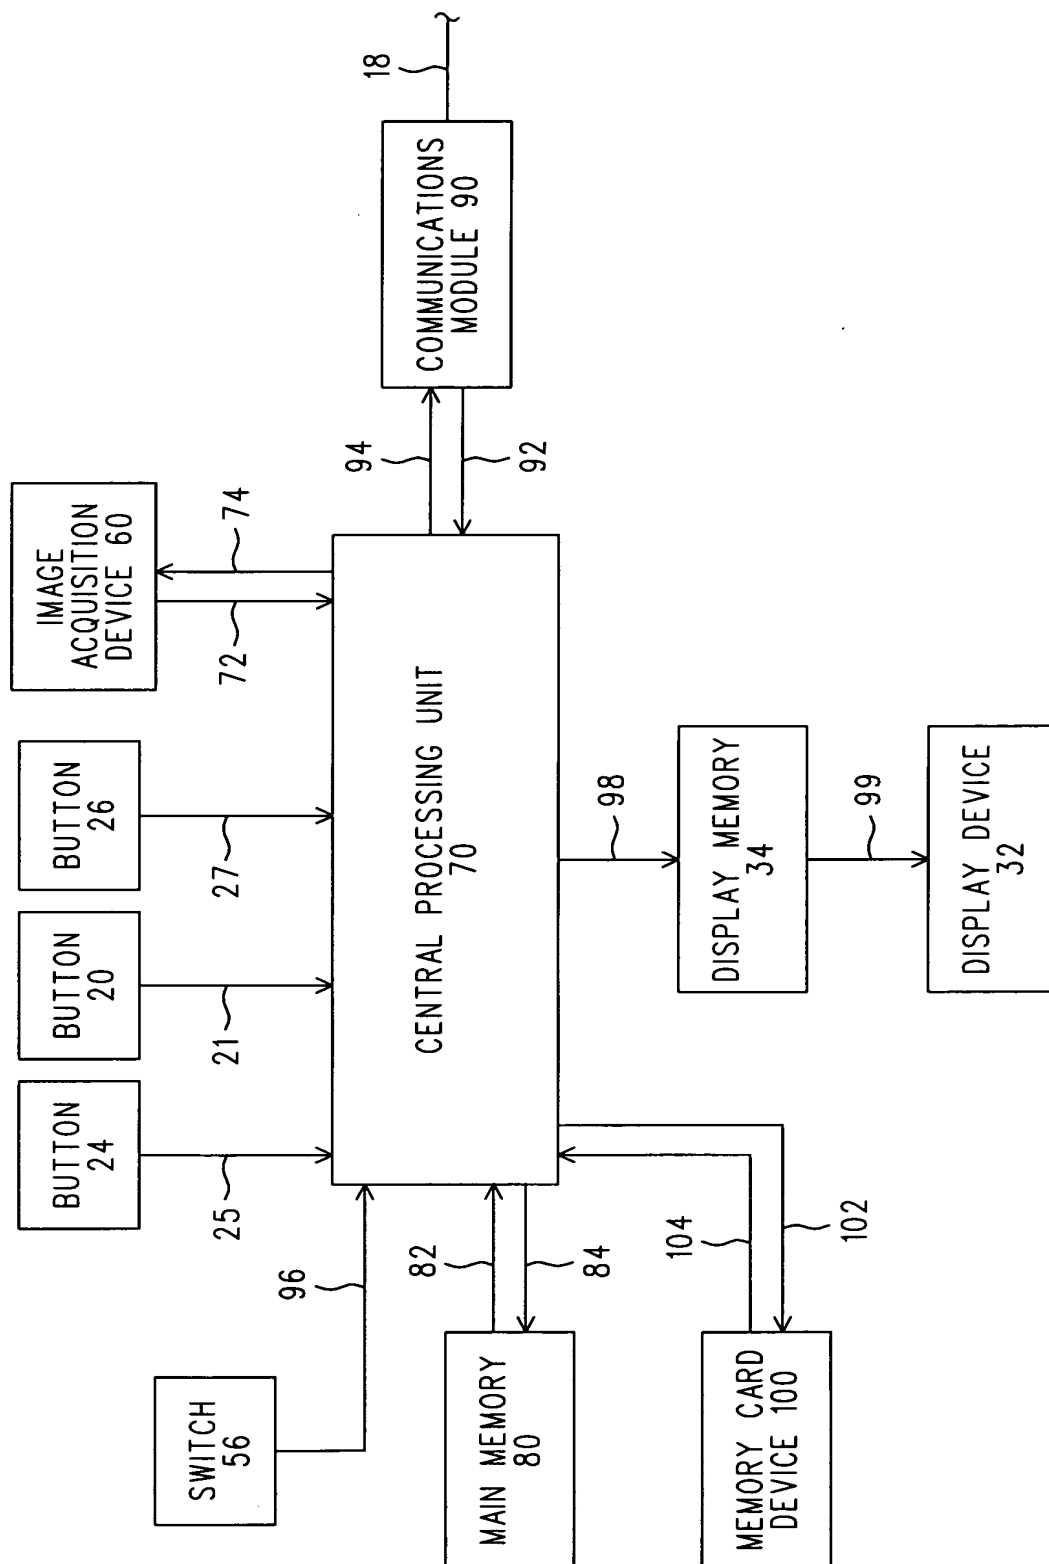 SWITCH
56
96
BUTTON
24
25
BUTTON
20
21
BUTTON
26
27
IMAGE
ACQUISITION
DEVICE 60
72
74
MAIN MEMORY
80
82
84
CENTRAL PROCESSING UNIT
70
94
92
COMMUNICATIONS
MODULE 90
18
MEMORY CARD
DEVICE 100
104
102
98
DISPLAY MEMORY
34
99
DISPLAY DEVICE
32